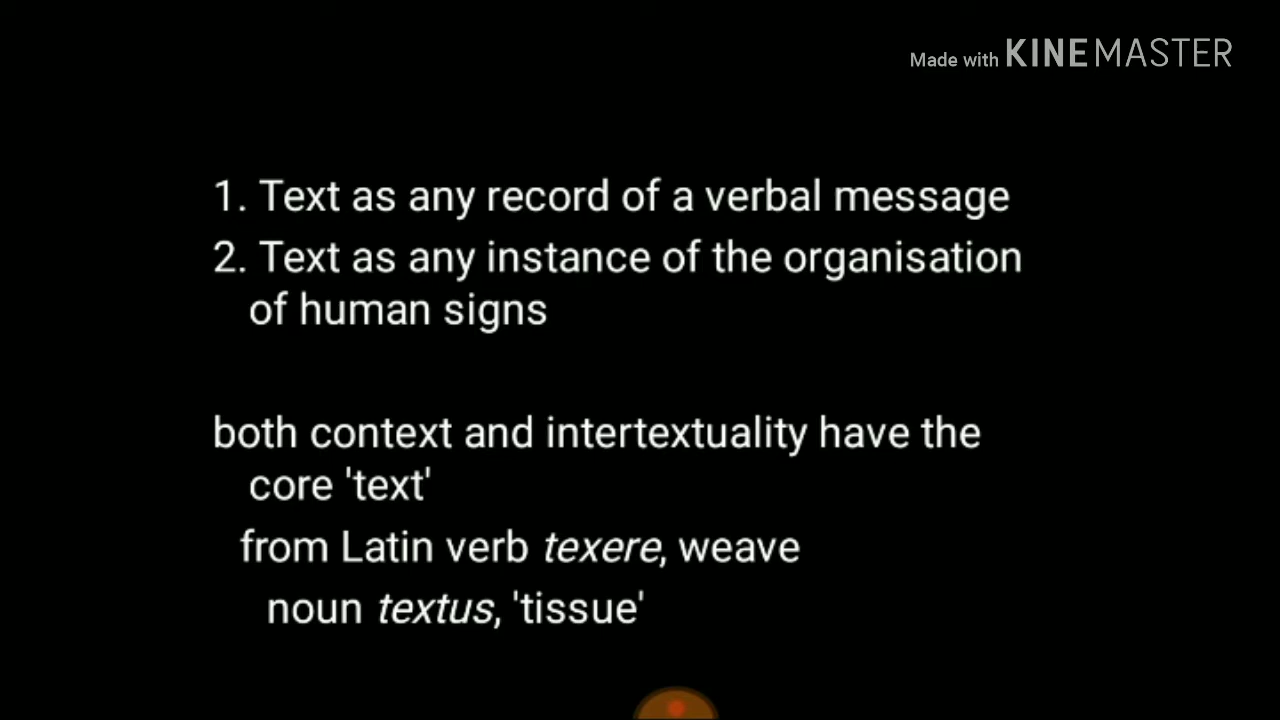 Made with KINEMASTER
1. Text as any record of a verbal message
2. Text as any instance of the organisation
of human signs
both context and intertextuality have the
core 'text'
from Latin verb texere, weave
noun textus, 'tissue'